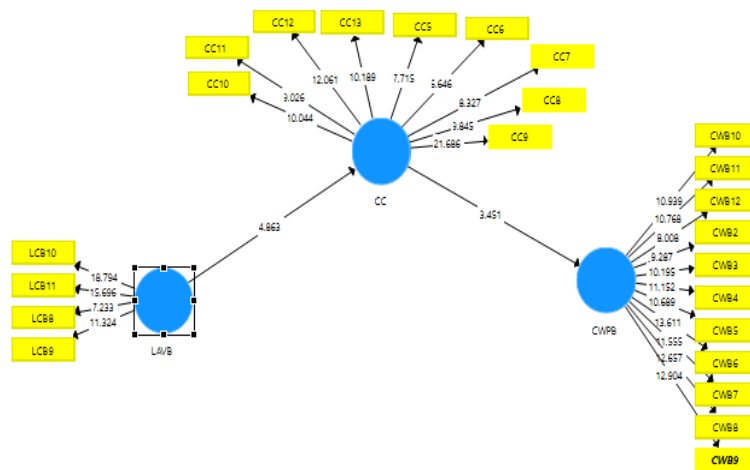 CC12
CC13
CC5
CC6
CC11
CC7
CC10
CC8
CC9
12.061
10.189
7.715
5.646
9.026
8.327
10.044
3.845
21.686
CC
4.863
3.451
LCB10
LCB11
LCB8
LCB9
18.794
15.696
7.233
11.324
LAVB
CWPB
10.939
10.768
8.008
9.287
10.195
11.152
10.689
13.611
11.555
12.657
12.904
CWB10
CWB11
CWB12
CWB2
CWB3
CWB4
CWB5
CWB6
CWB7
CWB8
CWB9